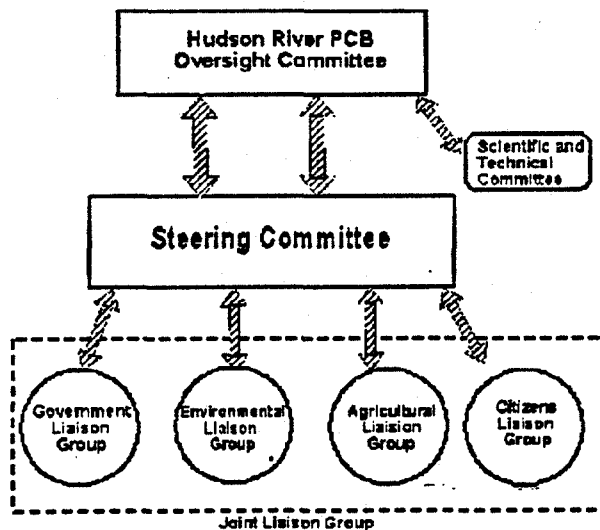 Hudson River PCB
Oversight Committee
Scientific and
Technical
Committee
Steering Committee
Government
Liaison
Group
Environmental
Liaison
Group
Agricultural
Liaision
Group
Citizens
Liaison
Group
Joint Liaison Group